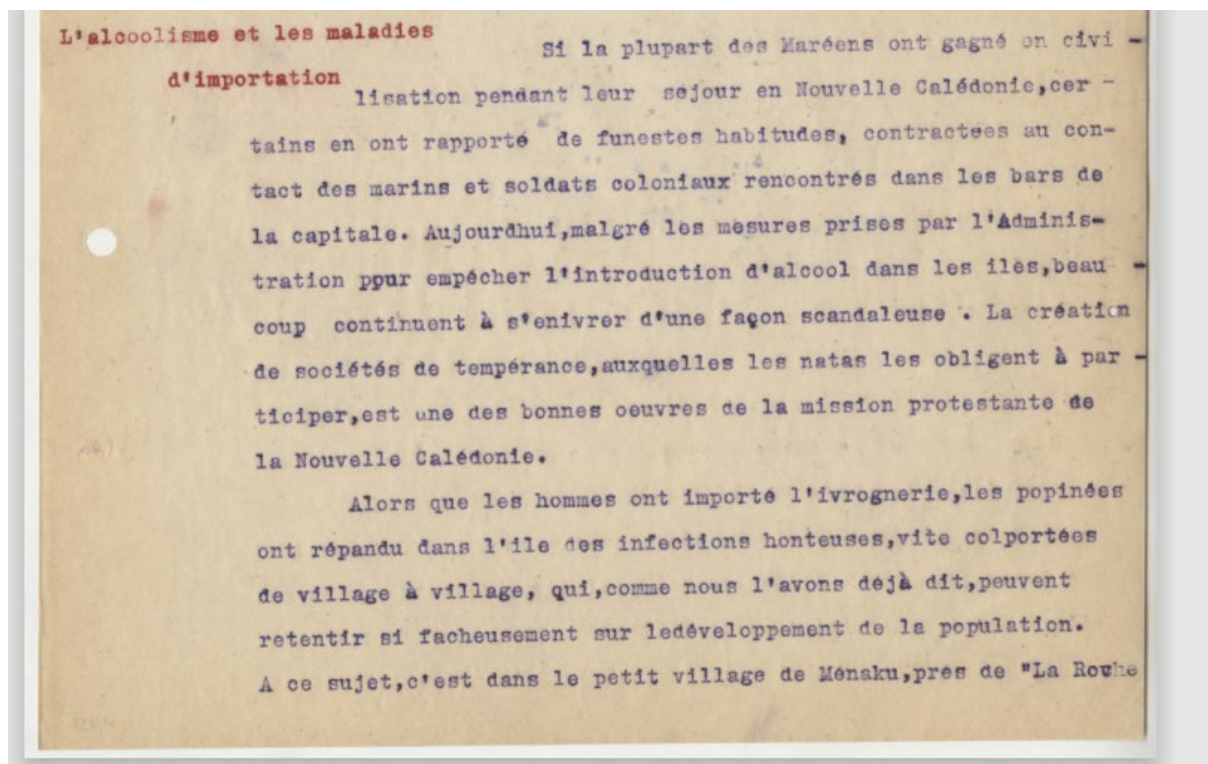 L'alcoolisme et les maladies
d'importation
Si la plupart des Maréens ont gagné en civi -
lisation pendant leur séjour en Nouvelle Calédonie,cer -
tains en ont rapporté de funestes habitudes, contractées au con-
tact des marins et soldats coloniaux rencontrés dans les bars de
la capitale. Aujourdhui,malgré les mesures prises par l'Adminis-
tration ppur empécher l'introduction d'alcool dans les iles,beau -
coup continuent à s'enivrer d'une façon scandaleuse . La création
de sociétés de tempérance,auxquelles les natas les obligent à par -
ticiper,est une des bonnes oeuvres de la mission protestante de
la Nouvelle Calédonie.
Alors que les hommes ont importé l'ivrognerie,les popinées
ont répandu dans l'ile des infections honteuses,vite colportées
de village à village, qui,comme nous l'avons dejà dit,peuvent
retentir si facheusement sur ledéveloppement de la population.
A ce sujet,c'est dans le petit village de Ménaku,pres de "La Roche